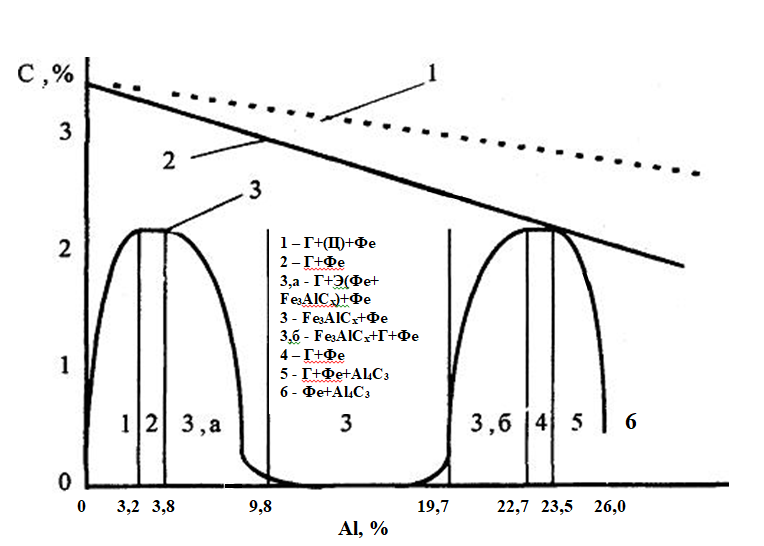 С ,%
1
3
2
3
2
1 – Г+(Ц)+Фе
2 – Г+Фе
3,а - Г+Э(Фе+
Fe₃AlCₓ)+Фе
3 - Fe₃AlCₓ+Фе
3,б - Fe₃AlCₓ+Г+Фе
4 – Г+Фе
5 - Г+Фе+Al₄C₃
6 - Фе+Al₄C₃
1
1 2 3,а 3 3,б 4 5 6
0
0 3,2 3,8 9,8 19,7 22,7 23,5 26,0
Al, %